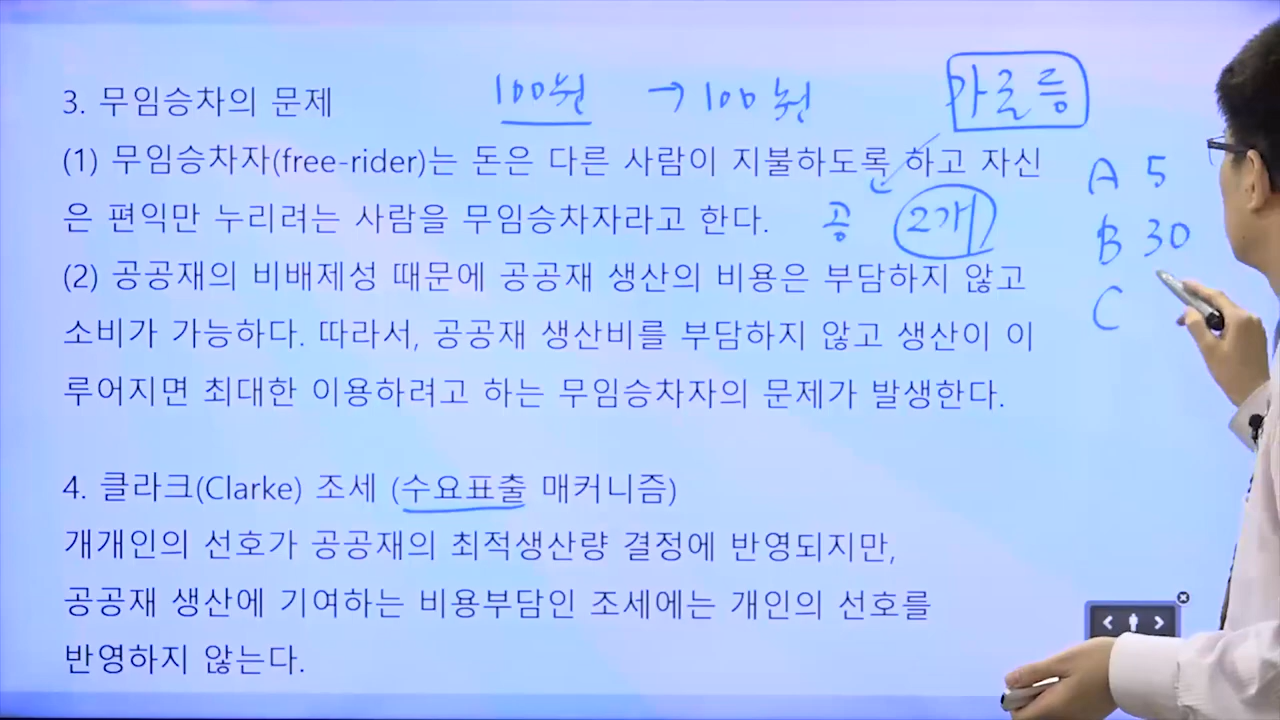 3. 무임승차의 문제
100원 → 100원
가로등
(1) 무임승차자(free-rider)는 돈은 다른 사람이 지불하도록 하고 자신
은 편익만 누리려는 사람을 무임승차자라고 한다.
공 2개
A 5
B 30
C
(2) 공공재의 비배제성 때문에 공공재 생산의 비용은 부담하지 않고
소비가 가능하다. 따라서, 공공재 생산비를 부담하지 않고 생산이 이
루어지면 최대한 이용하려고 하는 무임승차자의 문제가 발생한다.
4. 클라크(Clarke) 조세 (수요표출 매커니즘)
개개인의 선호가 공공재의 최적생산량 결정에 반영되지만,
공공재 생산에 기여하는 비용부담인 조세에는 개인의 선호를
반영하지 않는다.